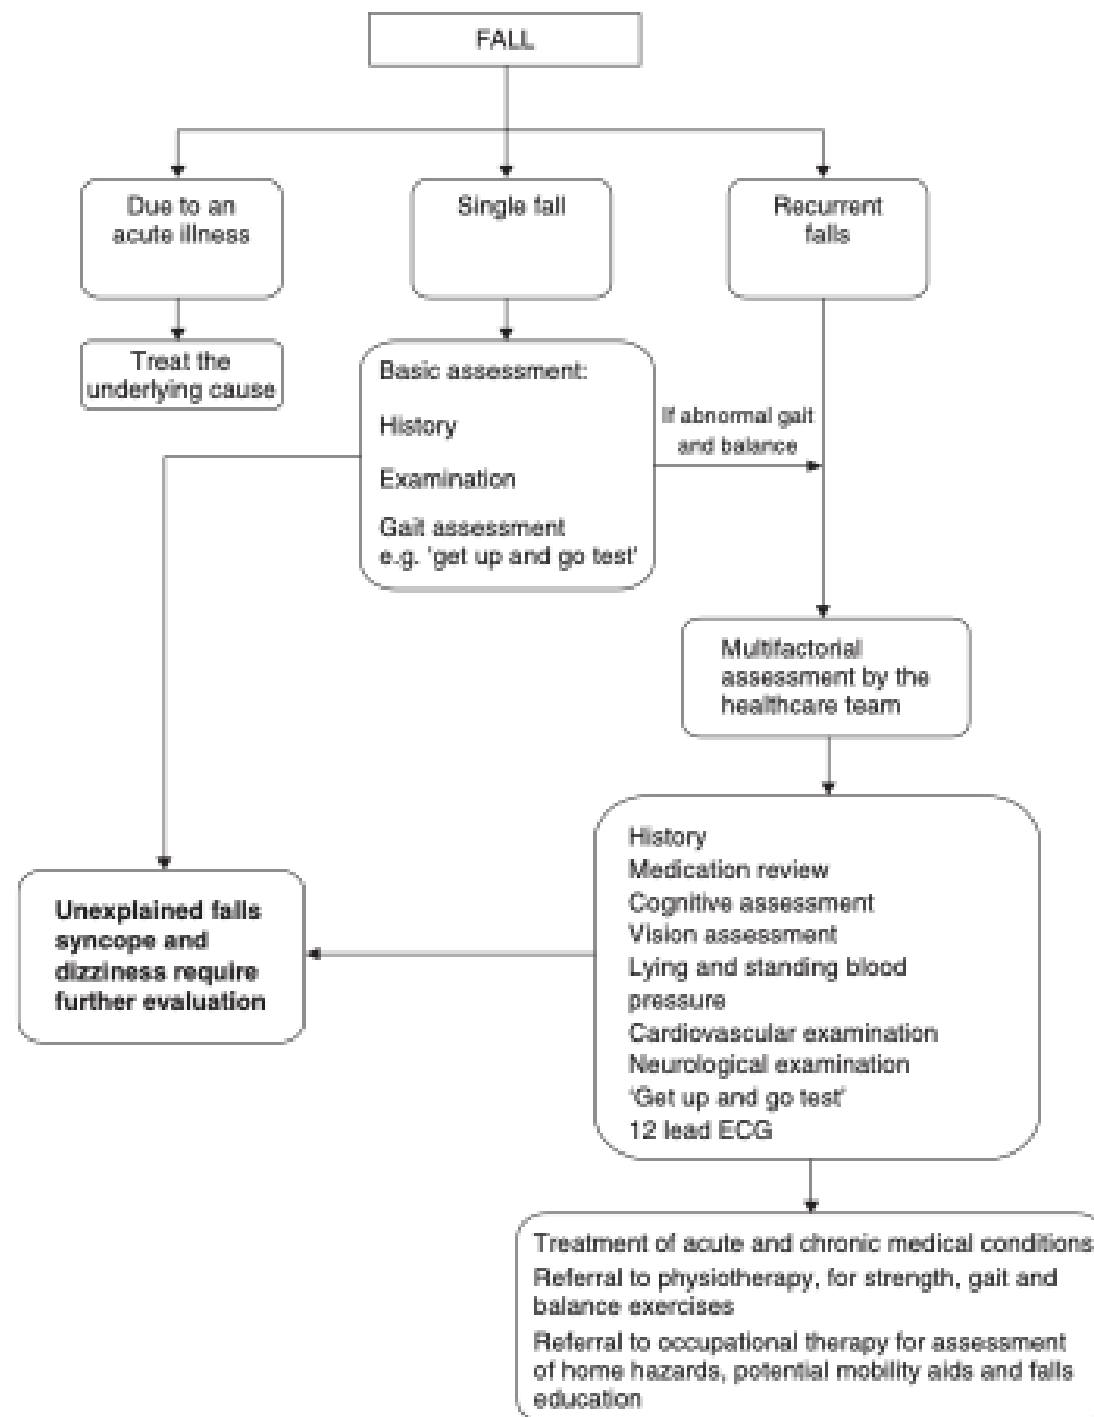 FALL
Due to an
acute illness
Single fall
Recurrent
falls
Treat the
underlying cause
Basic assessment:
History
Examination
Gait assessment
e.g. 'get up and go test'
If abnormal gait
and balance
Multifactorial
assessment by the
healthcare team
History
Medication review
Cognitive assessment
Vision assessment
Lying and standing blood
pressure
Cardiovascular examination
Neurological examination
'Get up and go test'
12 lead ECG
Unexplained falls
syncope and
dizziness require
further evaluation
Treatment of acute and chronic medical conditions
Referral to physiotherapy, for strength, gait and
balance exercises
Referral to occupational therapy for assessment
of home hazards, potential mobility aids and falls
education